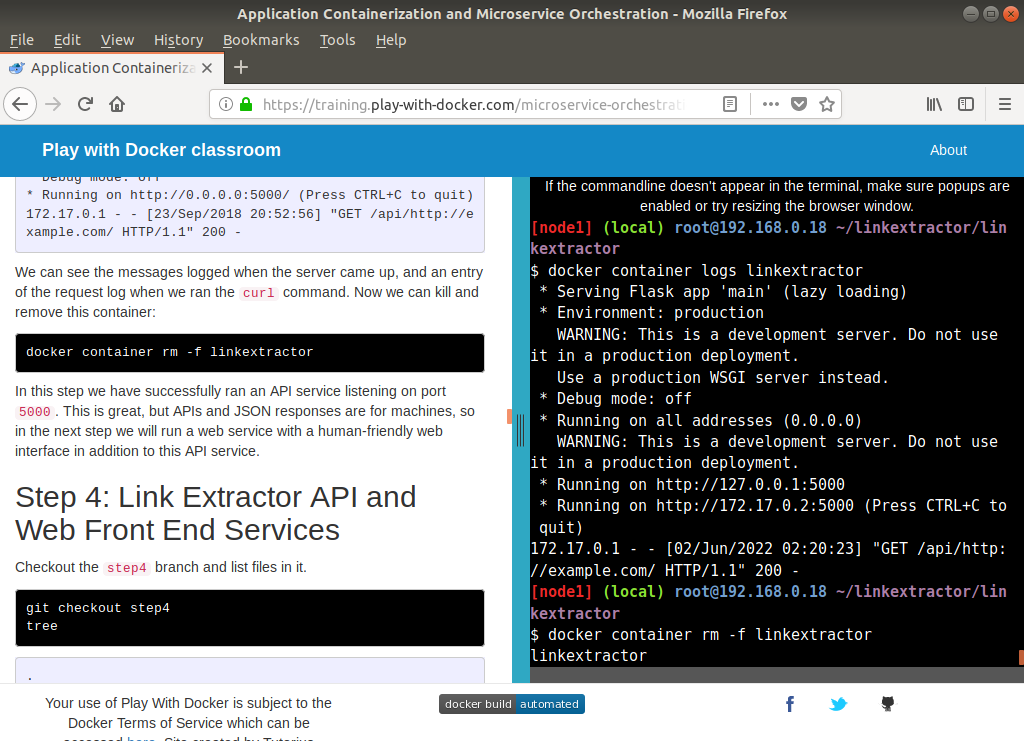 Application Containerization and Microservice Orchestration - Mozilla Firefox
File Edit View History Bookmarks Tools Help
Application Containeriza
https://training.play-with-docker.com/microservice-orchestrati
Play with Docker classroom
About
* Debug mode: off
* Running on http://0.0.0.0:5000/ (Press CTRL+C to quit)
172.17.0.1 - - [23/Sep/2018 20:52:56] "GET /api/http://e
xample.com/ HTTP/1.1" 200 -
We can see the messages logged when the server came up, and an entry
of the request log when we ran the curl command. Now we can kill and
remove this container:
docker container rm -f linkextractor
In this step we have successfully ran an API service listening on port
5000 . This is great, but APIs and JSON responses are for machines, so
in the next step we will run a web service with a human-friendly web
interface in addition to this API service.
Step 4: Link Extractor API and
Web Front End Services
Checkout the step4 branch and list files in it.
git checkout step4
tree
.
If the commandline doesn't appear in the terminal, make sure popups are
enabled or try resizing the browser window.
[node1] (local) root@192.168.0.18 ~/linkextractor/lin
kextractor
$ docker container logs linkextractor
* Serving Flask app 'main' (lazy loading)
* Environment: production
WARNING: This is a development server. Do not use
it in a production deployment.
Use a production WSGI server instead.
* Debug mode: off
* Running on all addresses (0.0.0.0)
WARNING: This is a development server. Do not use
it in a production deployment.
* Running on http://127.0.0.1:5000
* Running on http://172.17.0.2:5000 (Press CTRL+C to
quit)
172.17.0.1 - - [02/Jun/2022 02:20:23] "GET /api/http:
//example.com/ HTTP/1.1" 200 -
[node1] (local) root@192.168.0.18 ~/linkextractor/lin
kextractor
$ docker container rm -f linkextractor
linkextractor
Your use of Play With Docker is subject to the
Docker Terms of Service which can be
accessed here. Site created by Tutorius
docker build automated